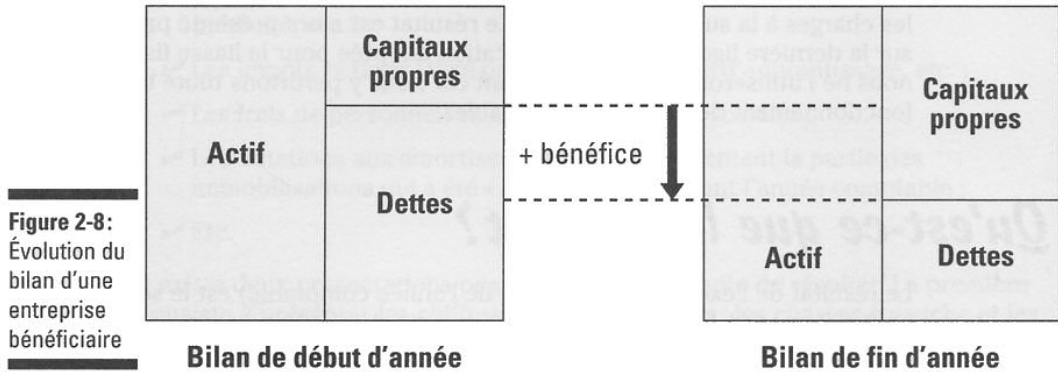 Capitaux
propres
Actif
Dettes
+ bénéfice
Capitaux
propres
Actif
Dettes
Figure 2-8:
Évolution du
bilan d'une
entreprise
bénéficiaire
Bilan de début d'année
Bilan de fin d'année